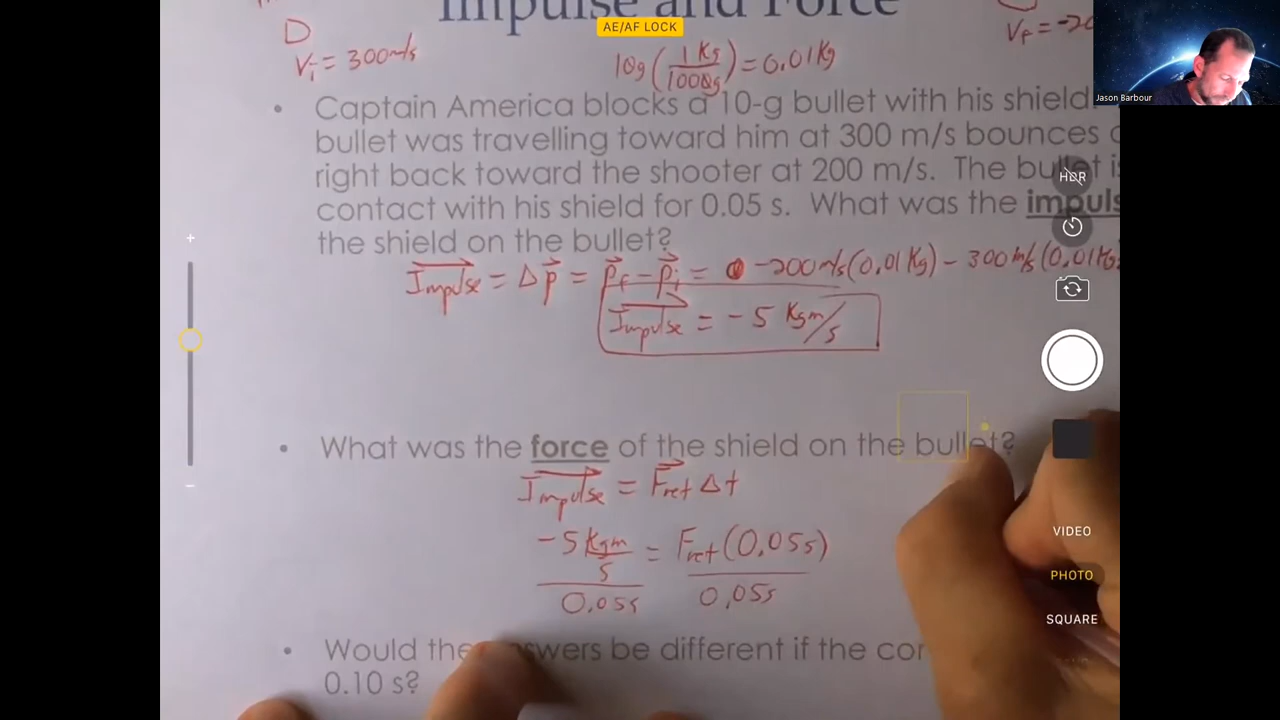 Impulse and Force
AE/AF LOCK
D
Vi = 300 m/s
10g (1 Kg / 1000g) = 0.01 Kg
Jason Barbour
Captain America blocks a 10-g bullet with his shield.
bullet was travelling toward him at 300 m/s bounces
right back toward the shooter at 200 m/s. The bullet
contact with his shield for 0.05 s. What was the impuls
the shield on the bullet?
HDR
Impulse = Δp = pf - pi = -200 m/s (0.01 Kg) - 300 m/s (0.01 Kg)
Impulse = -5 Kgm/s
What was the force of the shield on the bullet?
Impulse = Fnet Δt
-5 Kgm/s = Fnet (0.05s)
0.05s 0.05s
VIDEO
PHOTO
SQUARE
Would the be different if the
0.10 s?